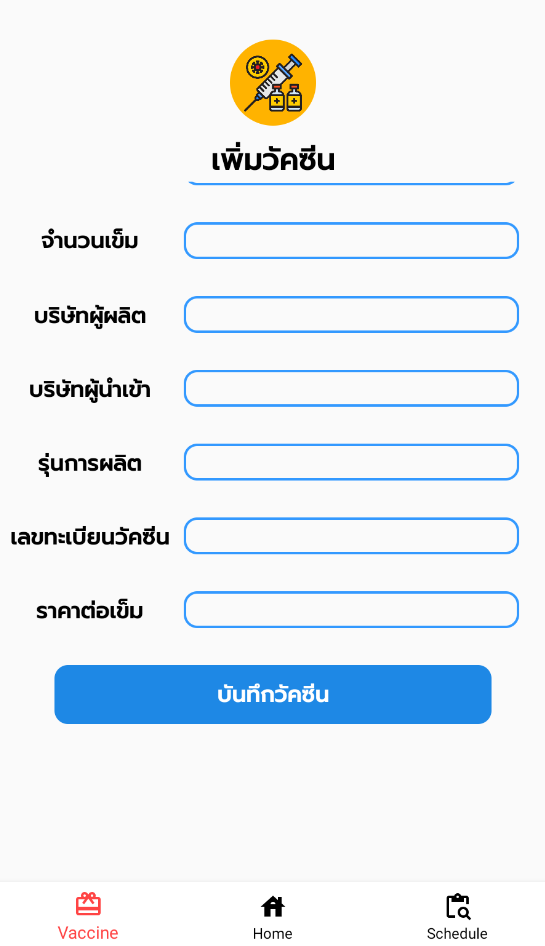 เพิ่มวัคซีน
จำนวนเข็ม
บริษัทผู้ผลิต
บริษัทผู้นำเข้า
รุ่นการผลิต
เลขทะเบียนวัคซีน
ราคาต่อเข็ม
บันทึกวัคซีน
Vaccine
Home
Schedule